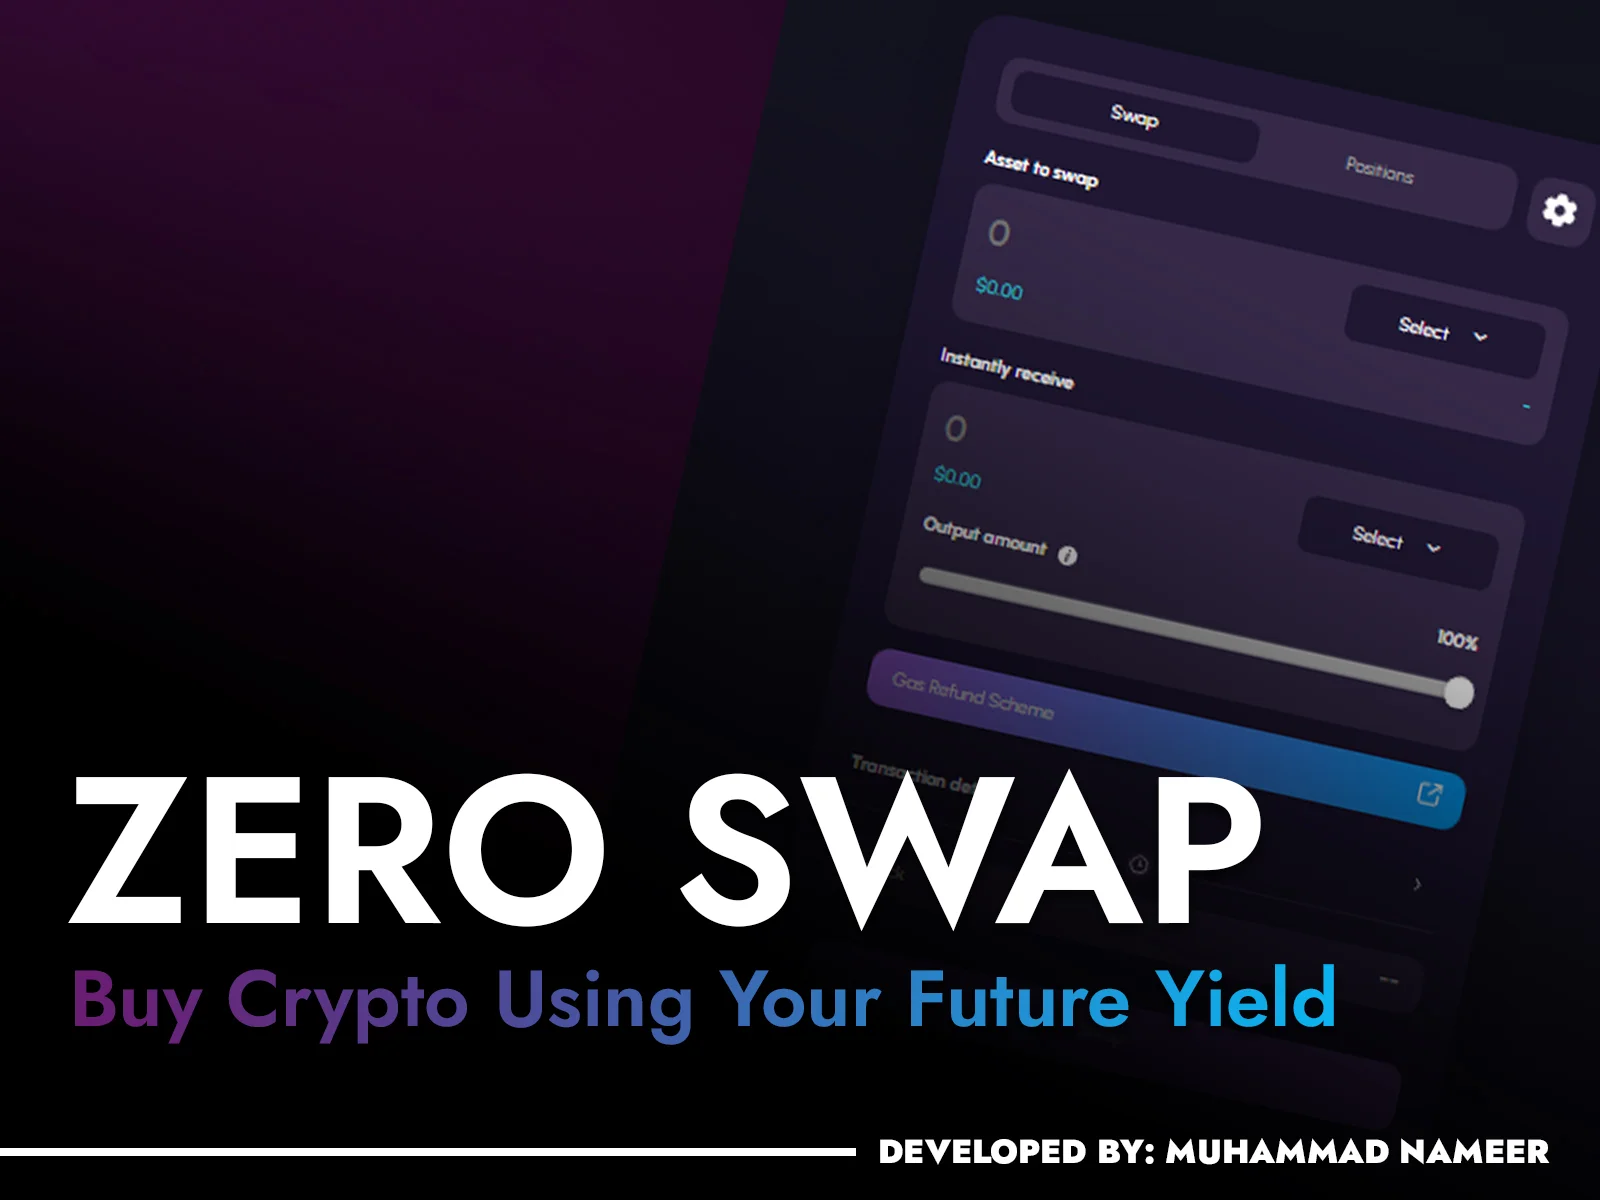 Swap
Positions
Asset to swap
0
$0.00
Select
-
Instantly receive
0
$0.00
Select
Output amount
100%
Gas Refund Scheme
Transaction
ZERO SWAP
Buy Crypto Using Your Future Yield
DEVELOPED BY: MUHAMMAD NAMEER